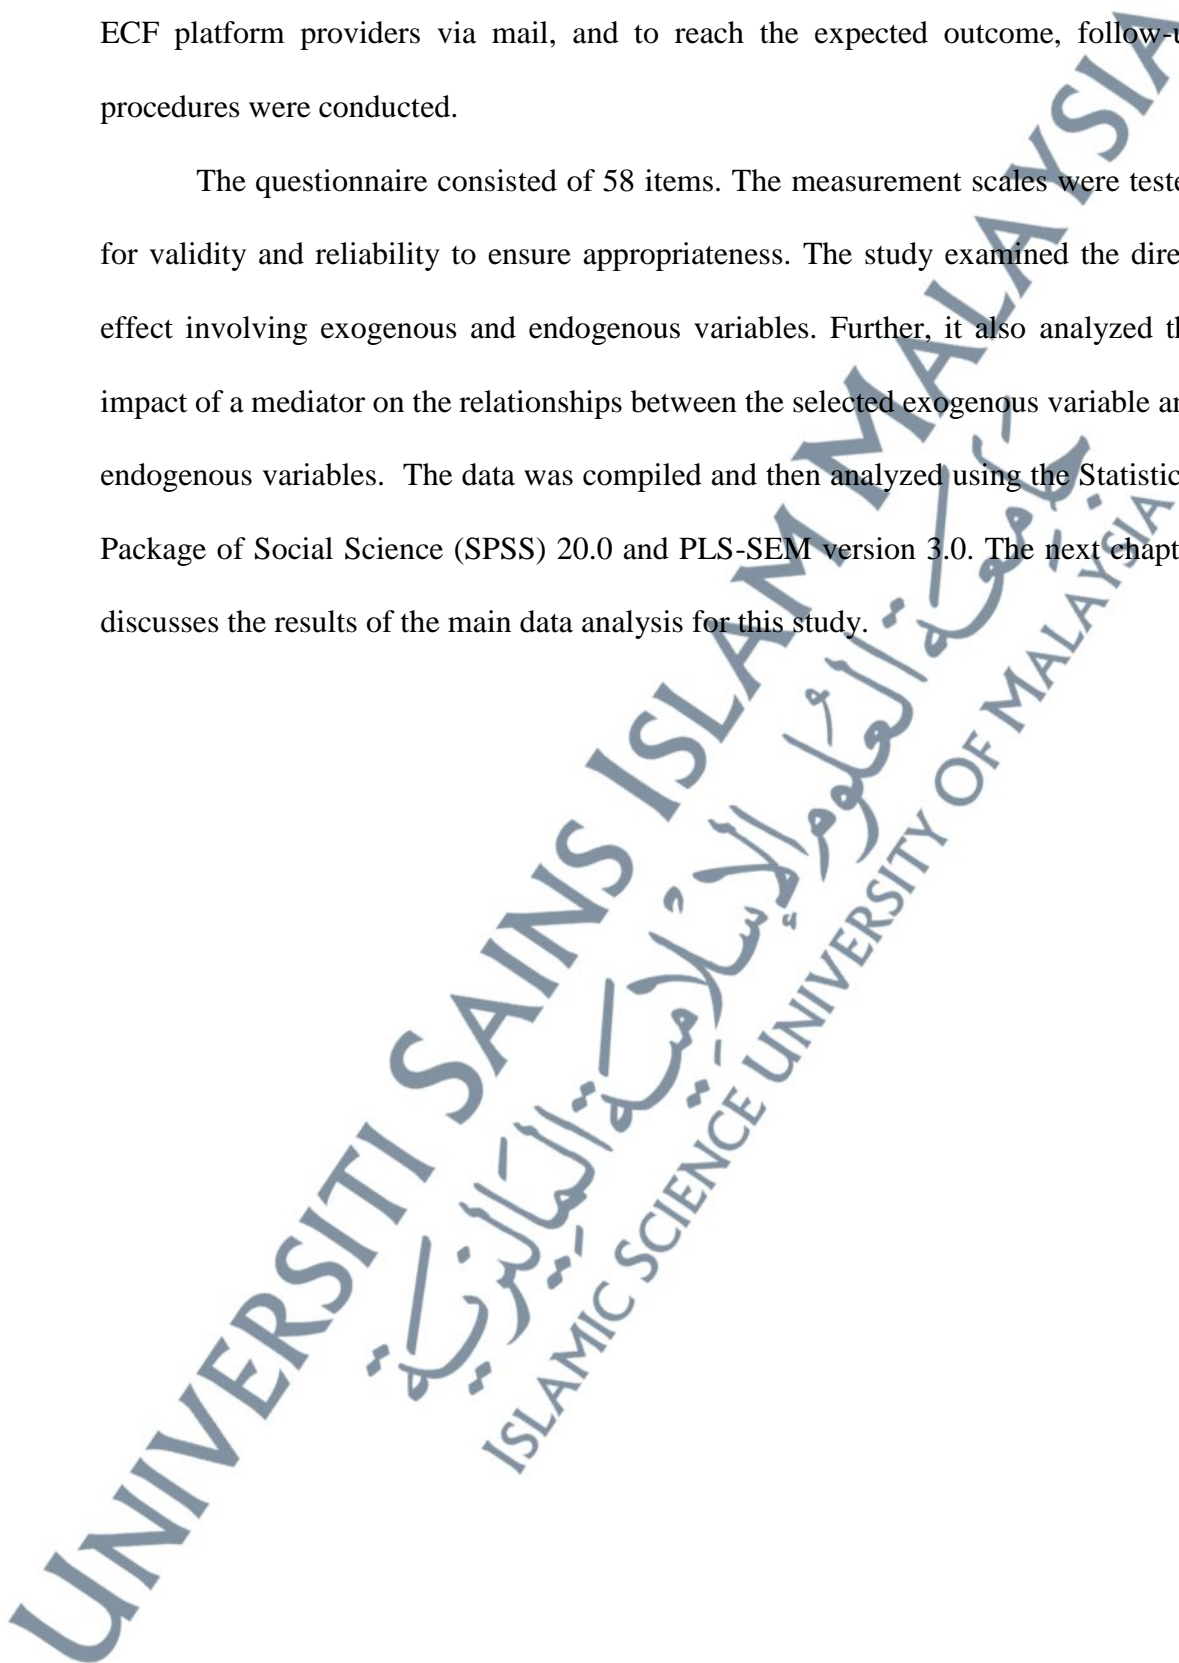 ECF platform providers via mail, and to reach the expected outcome, follow-u
procedures were conducted.
The questionnaire consisted of 58 items. The measurement scales were teste
for validity and reliability to ensure appropriateness. The study examined the dire
effect involving exogenous and endogenous variables. Further, it also analyzed th
impact of a mediator on the relationships between the selected exogenous variable an
endogenous variables. The data was compiled and then analyzed using the Statistic
Package of Social Science (SPSS) 20.0 and PLS-SEM version 3.0. The next chapt
discusses the results of the main data analysis for this study.
UNIVERSITI SAINS ISLAM MALAYSIA
جامعة العلوم الإسلامية الماليزية
ISLAMIC SCIENCE UNIVERSITY OF MALAYSIA